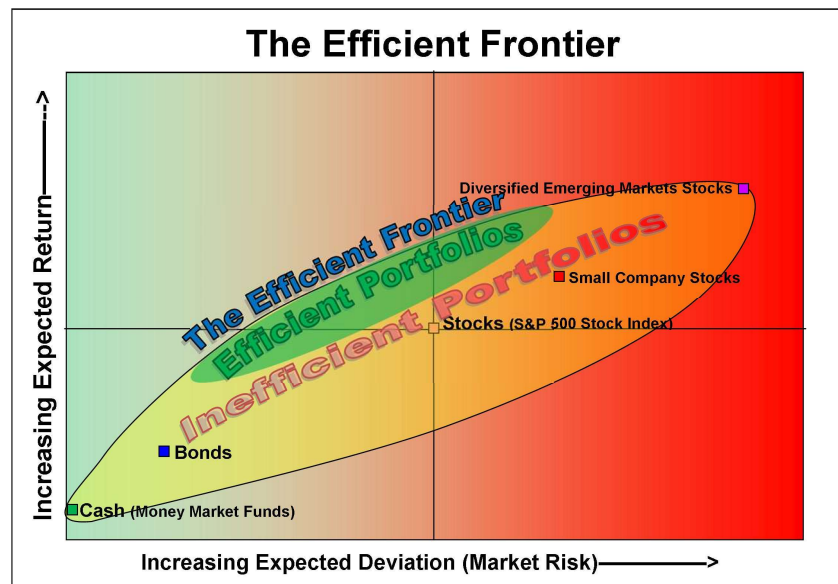 The Efficient Frontier
Increasing Expected Return---->
Diversified Emerging Markets Stocks
The Efficient Frontier
Efficient Portfolios
Inefficient Portfolios
Small Company Stocks
Stocks (S&P 500 Stock Index)
Bonds
Cash (Money Market Funds)
Increasing Expected Deviation (Market Risk)———>